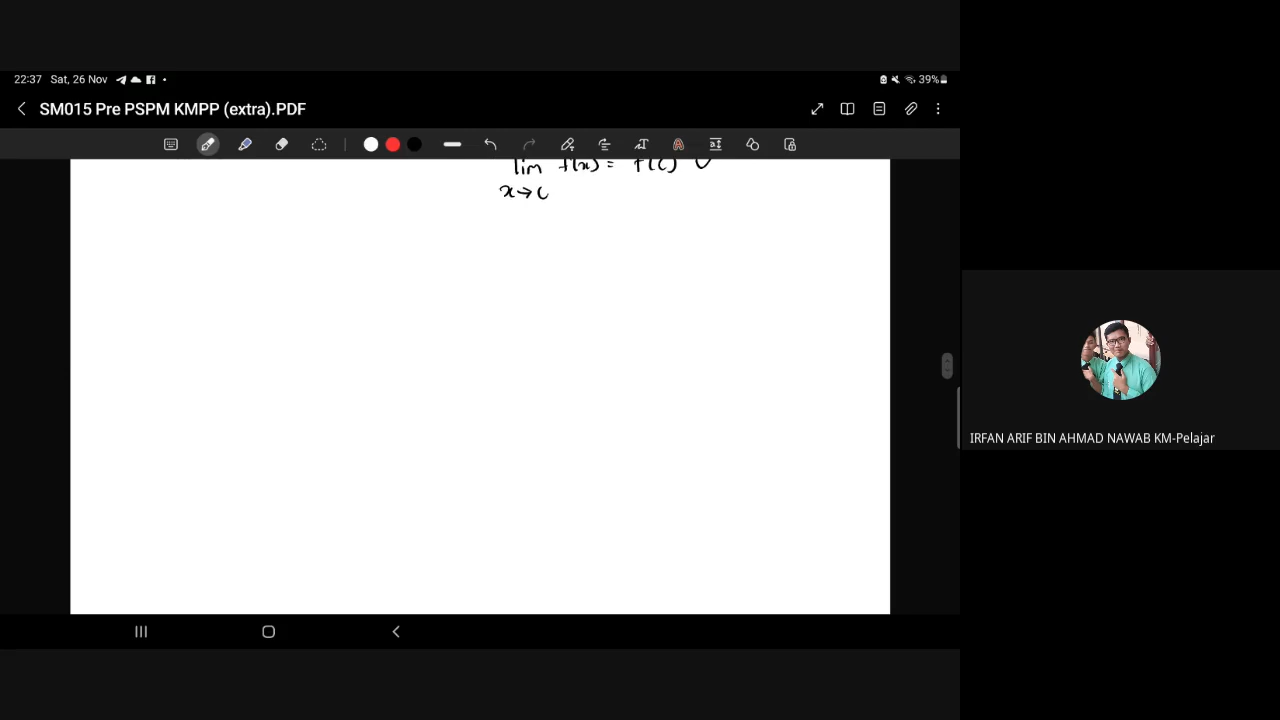 22:37 Sat, 26 Nov 39%
SM015 Pre PSPM KMPP (extra).PDF
lim f(x) = f(c)
x→c
IRFAN ARIF BIN AHMAD NAWAB KM-Pelajar